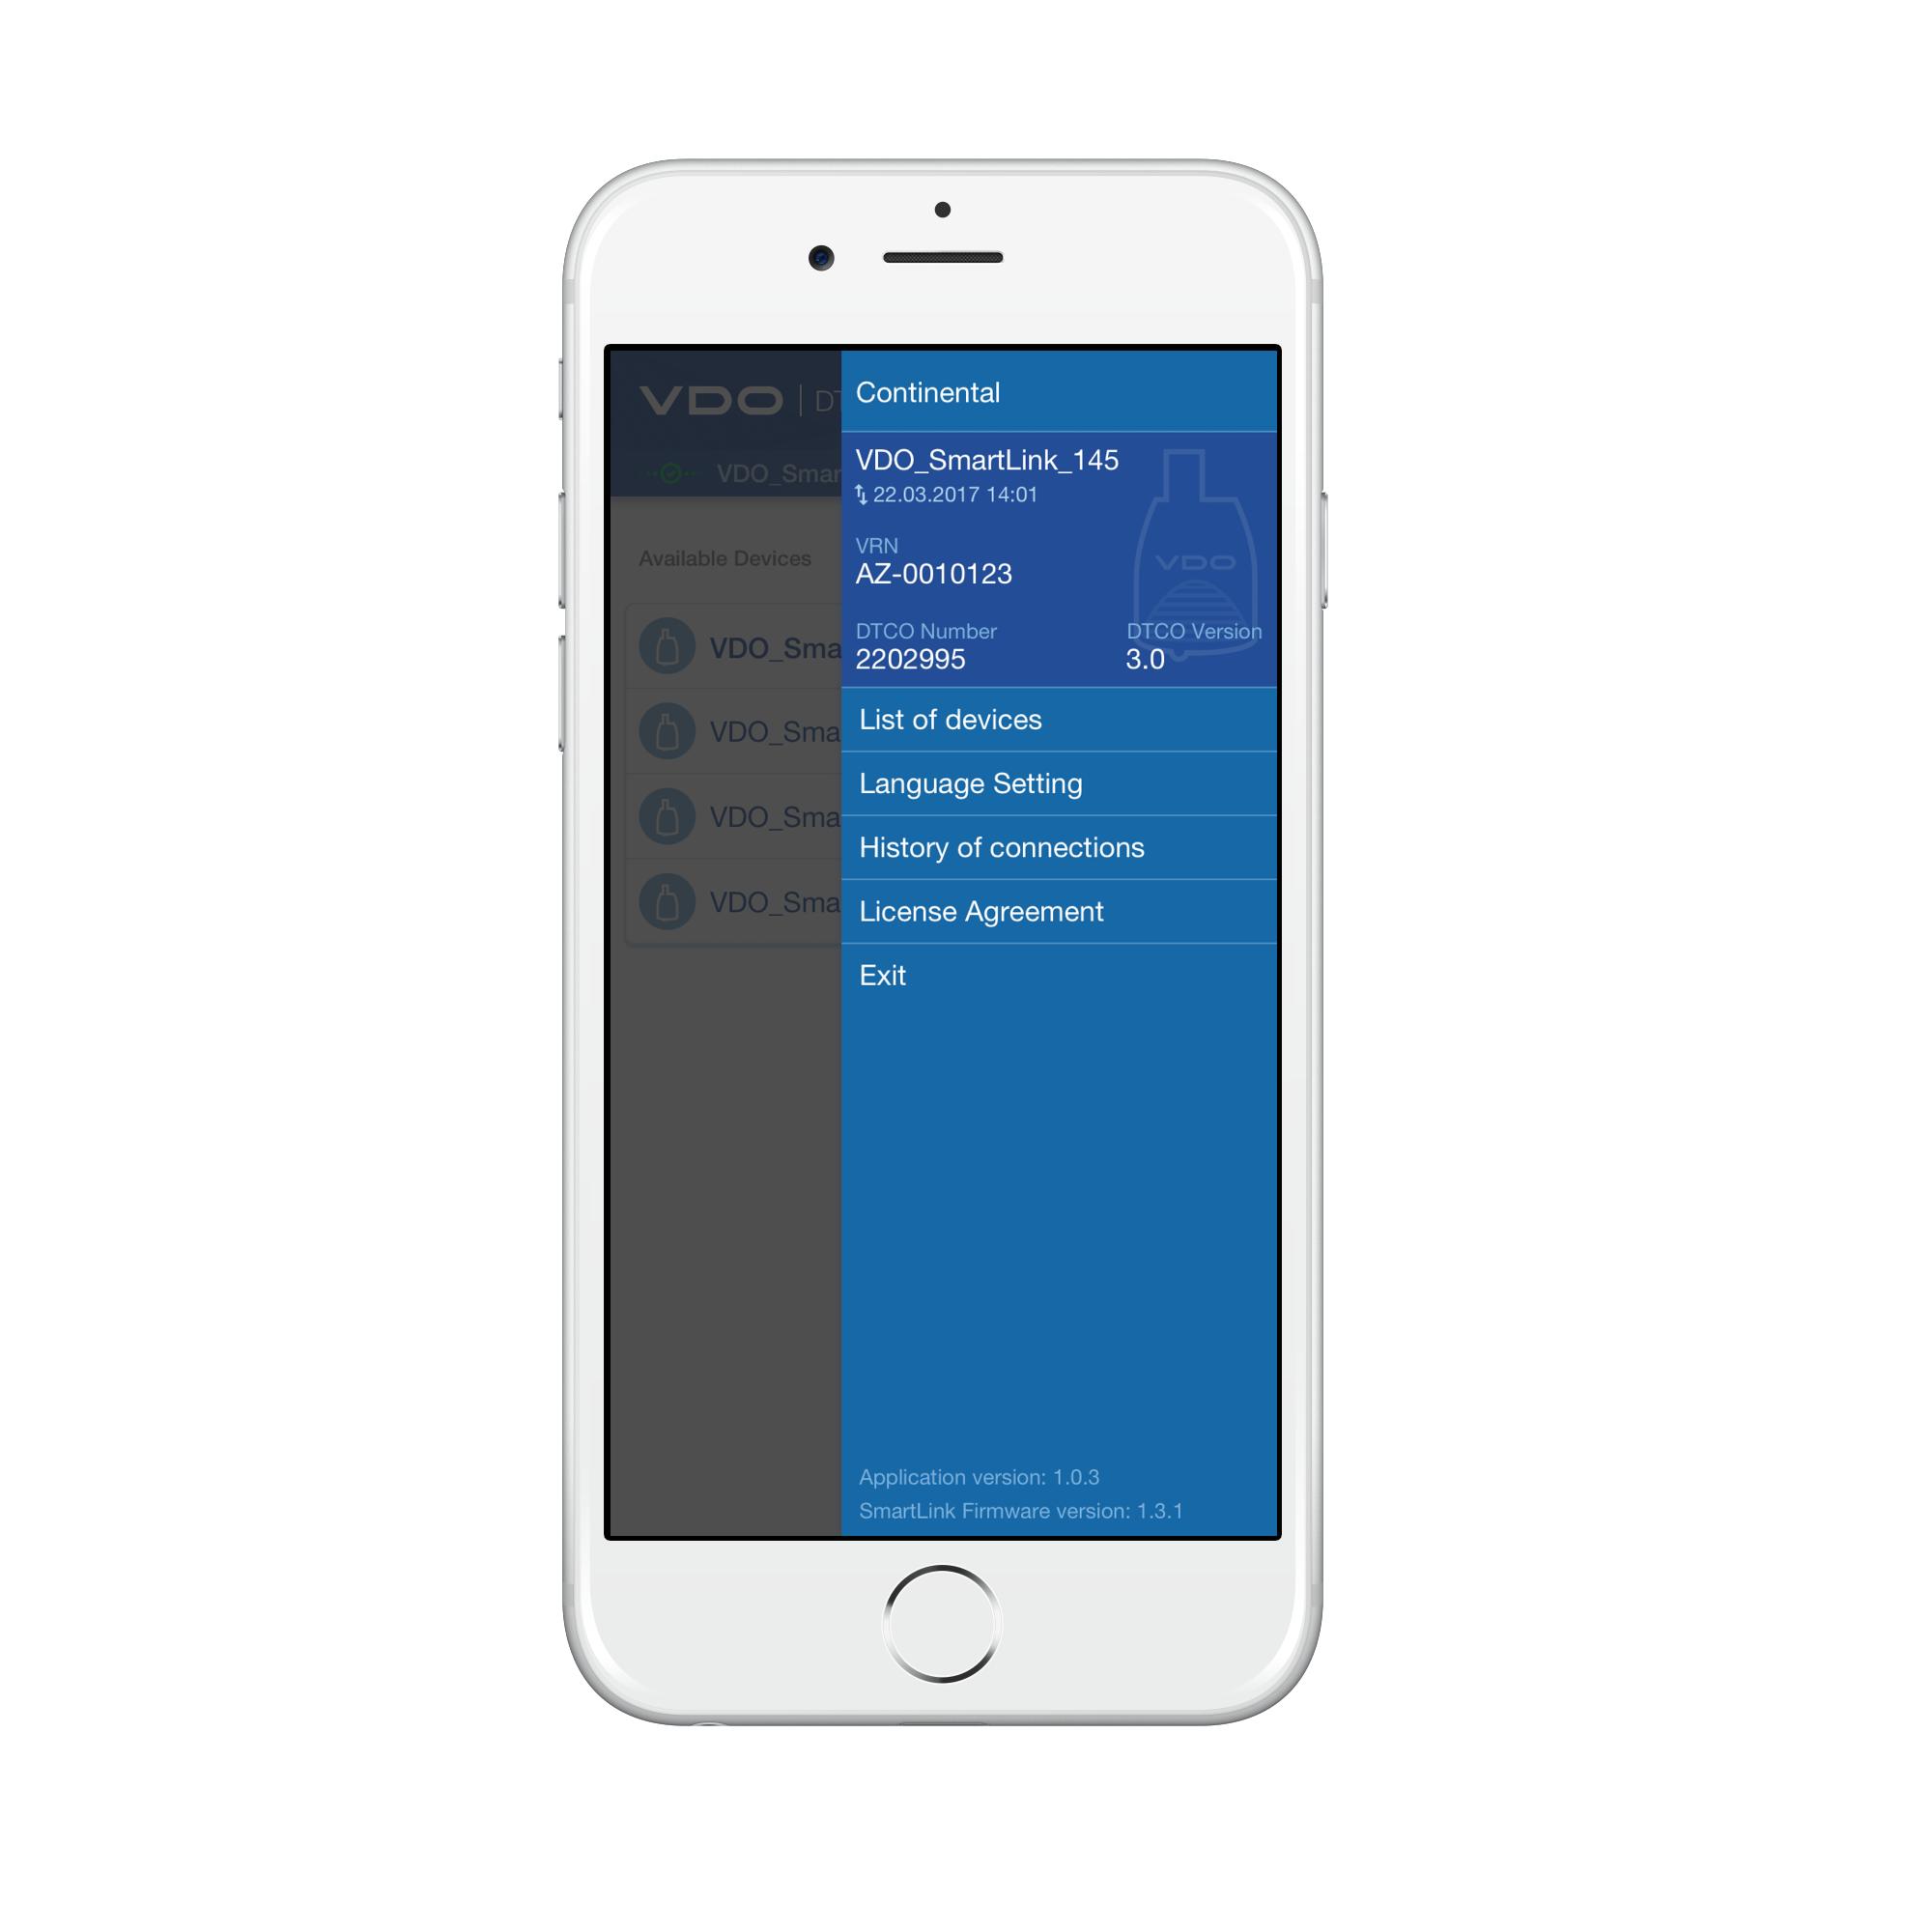 VDO | DT
VDO_Smar
Available Devices
VDO_Sma
VDO_Sma
VDO_Sma
VDO_Sma
Continental
VDO_SmartLink_145
22.03.2017 14:01
VRN
AZ-0010123
VDO
DTCO Number DTCO Version
2202995 3.0
List of devices
Language Setting
History of connections
License Agreement
Exit
Application version: 1.0.3
SmartLink Firmware version: 1.3.1